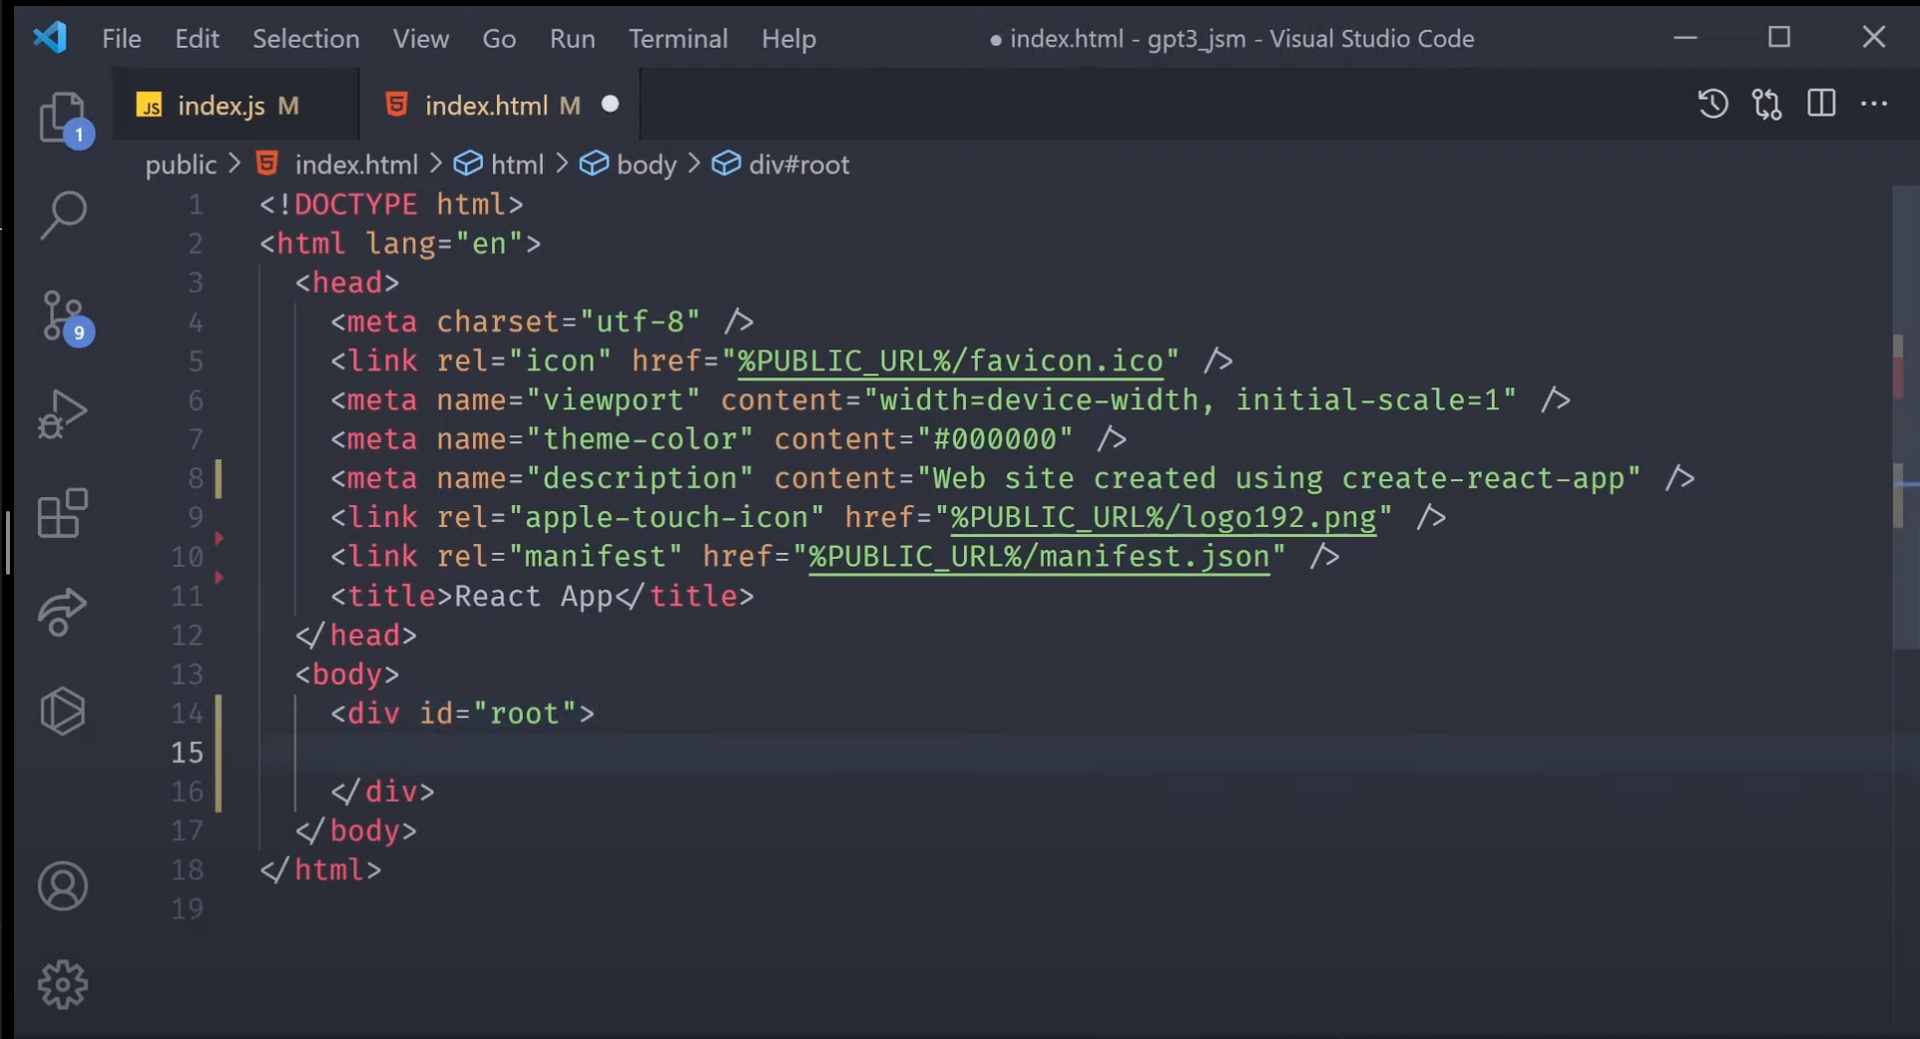 File Edit Selection View Go Run Terminal Help ● index.html - gpt3_jsm - Visual Studio Code
JS index.js M 5 index.html M
1
public > 5 index.html > html > body > div#root
1 <!DOCTYPE html>
2 <html lang="en">
3 <head>
4 <meta charset="utf-8" />
5 <link rel="icon" href="%PUBLIC_URL%/favicon.ico" />
6 <meta name="viewport" content="width=device-width, initial-scale=1" />
7 <meta name="theme-color" content="#000000" />
8 <meta name="description" content="Web site created using create-react-app" />
9
9 <link rel="apple-touch-icon" href="%PUBLIC_URL%/logo192.png" />
10 <link rel="manifest" href="%PUBLIC_URL%/manifest.json" />
11 <title>React App</title>
12 </head>
13 <body>
14 <div id="root">
15
16 </div>
17 </body>
18 </html>
19